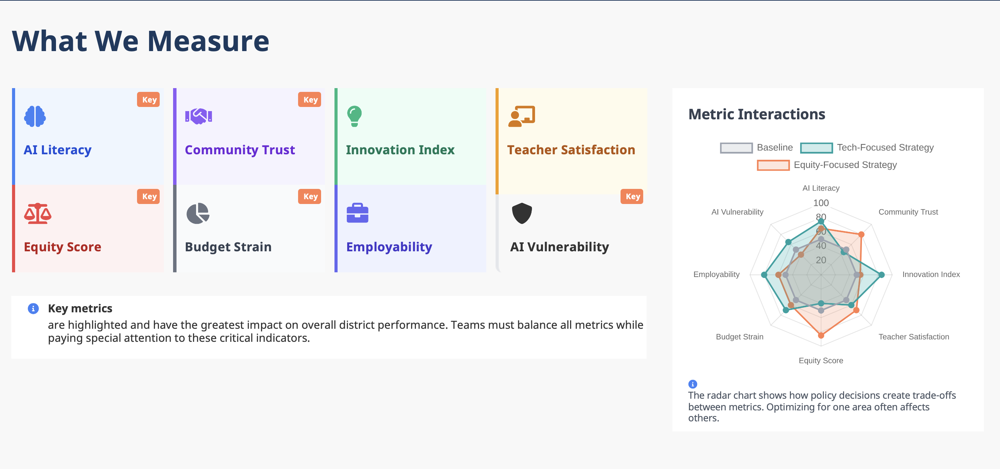 What We Measure
Key
AI Literacy
Key
Community Trust
Innovation Index
Teacher Satisfaction
Key
Equity Score
Key
Budget Strain
Employability
Key
AI Vulnerability
Key metrics
are highlighted and have the greatest impact on overall district performance. Teams must balance all metrics while
paying special attention to these critical indicators.
Metric Interactions
Baseline
Tech-Focused Strategy
Equity-Focused Strategy
AI Literacy
100
AI Vulnerability
Community Trust
80
60
40
20
Employability
Innovation Index
Budget Strain
Teacher Satisfaction
Equity Score
The radar chart shows how policy decisions create trade-offs
between metrics. Optimizing for one area often affects
others.